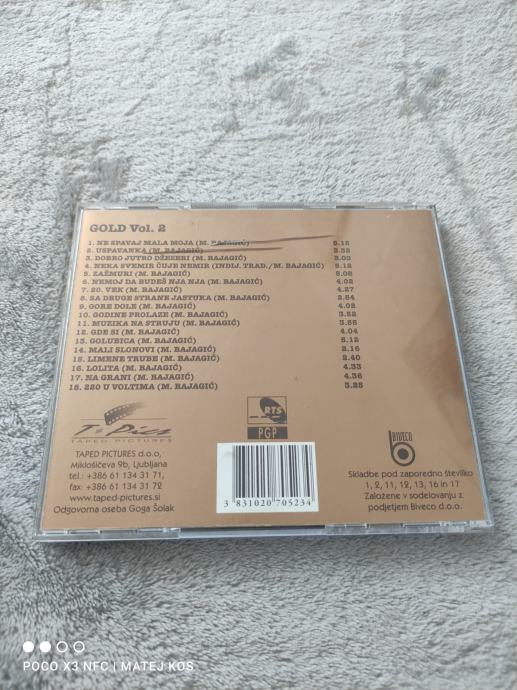 GOLD Vol. 2
1. NE SPAVAJ MALA MOJA (M. BAJAGIĆ) 5.15
2. USPAVANKA (M. BAJAGIĆ) 3.32
3. DOBRO JUTRO DŽEZERI (M. BAJAGIĆ) 3.03
4. NEKA SVEMIR ČUJE NEMIR (INDIJ. TRAD./M. BAJAGIĆ) 5.12
5. ZAŽMURI (M. BAJAGIĆ) 5.08
6. NEMOJ DA BUDEŠ NJA NJA (M. BAJAGIĆ) 4.02
7. 20. VEK (M. BAJAGIĆ) 4.27
8. SA DRUGE STRANE JASTUKA (M. BAJAGIĆ) 2.54
9. GORE DOLE (M. BAJAGIĆ) 4.02
10. GODINE PROLAZE (M. BAJAGIĆ) 3.52
11. MUZIKA NA STRUJU (M. BAJAGIĆ) 3.55
12. GDE SI (M. BAJAGIĆ) 4.04
13. GOLUBICA (M. BAJAGIĆ) 5.12
14. MALI SLONOVI (M. BAJAGIĆ) 2.16
15. LIMENE TRUBE (M. BAJAGIĆ) 2.40
16. LOLITA (M. BAJAGIĆ) 4.33
17. NA GRANI (M. BAJAGIĆ) 4.36
18. 220 U VOLTIMA (M. BAJAGIĆ) 3.25
T Pics
TAPED PICTURES
TAPED PICTURES d.o.o,
Miklošičeva 9b, Ljubljana
tel.: +386 61 134 31 71,
fax: +386 61 134 31 72
www.taped-pictures.si
Odgovorna oseba Goga Šolak
RTS
PGP
3 831020 705234
BIVECO
Skladbe pod zaporedno številko
1, 2, 11, 12, 13, 16 in 17
Založene v sodelovanju z
podjetjem Biveco d.o.o.
POCO X3 NFC | MATEJ KOS